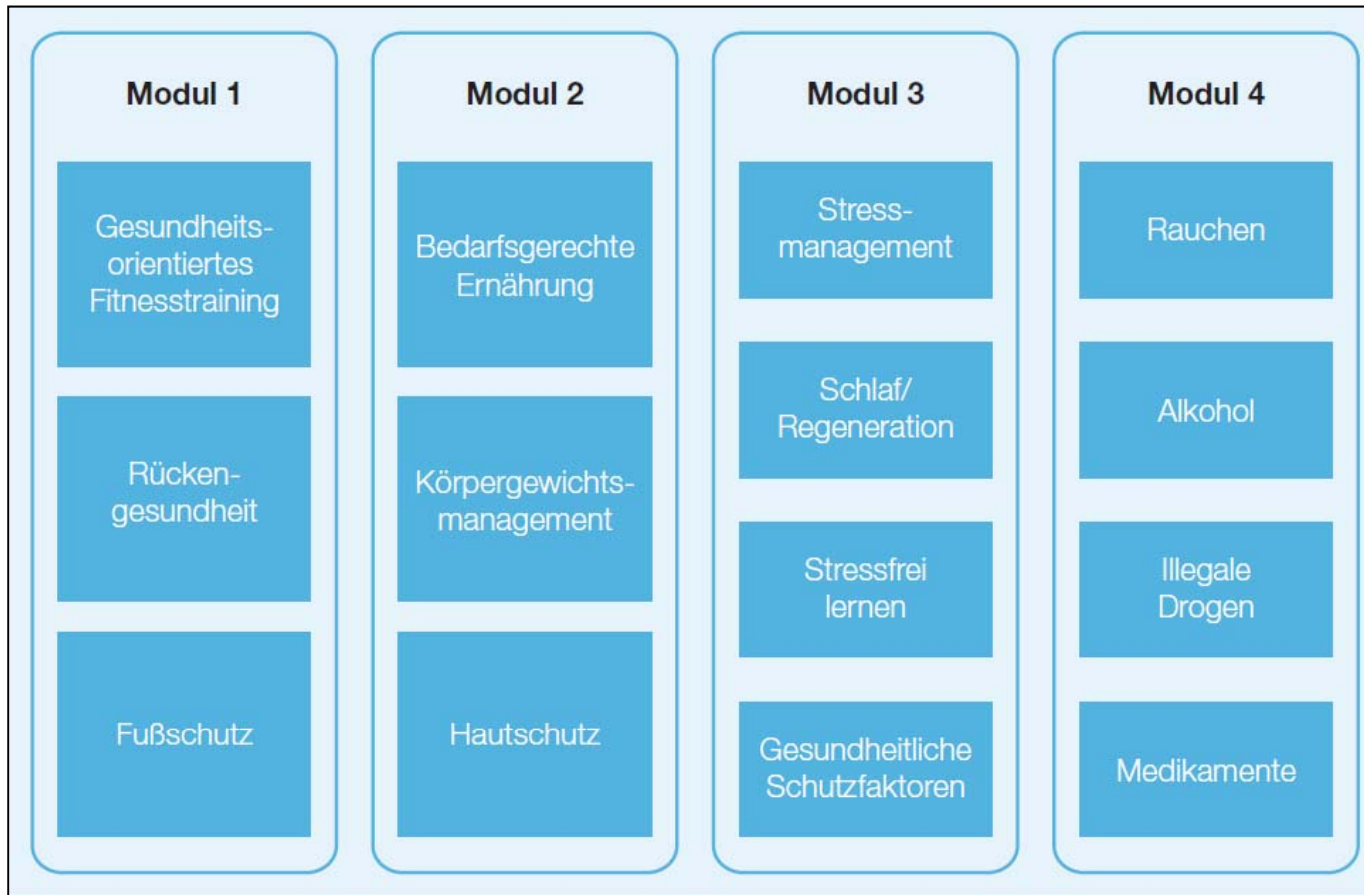 Modul 1
Gesundheits-
orientiertes
Fitnesstraining
Rücken-
gesundheit
Fußschutz
Modul 2
Bedarfsgerechte
Ernährung
Körpergewichts-
management
Hautschutz
Modul 3
Stress-
management
Schlaf/
Regeneration
Stressfrei
lernen
Gesundheitliche
Schutzfaktoren
Modul 4
Rauchen
Alkohol
Illegale
Drogen
Medikamente